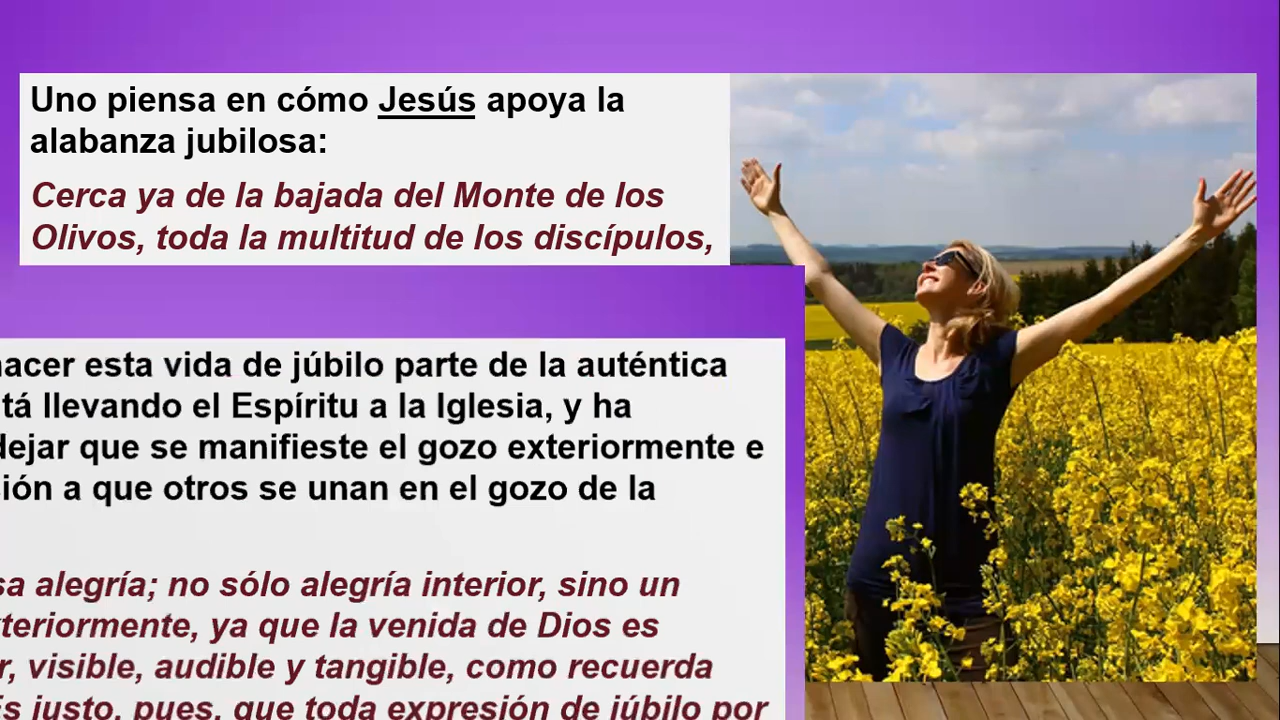 Uno piensa en cómo Jesús apoya la
alabanza jubilosa:
Cerca ya de la bajada del Monte de los
Olivos, toda la multitud de los discípulos,
hacer esta vida de júbilo parte de la auténtica
llevando el Espíritu a la Iglesia, y ha
dejar que se manifieste el gozo exteriormente e
a que otros se unan en el gozo de la
alegría; no sólo alegría interior, sino un
ya que la venida de Dios es
visible, audible y tangible, como recuerda
Es justo, pues, que toda expresión de júbilo por